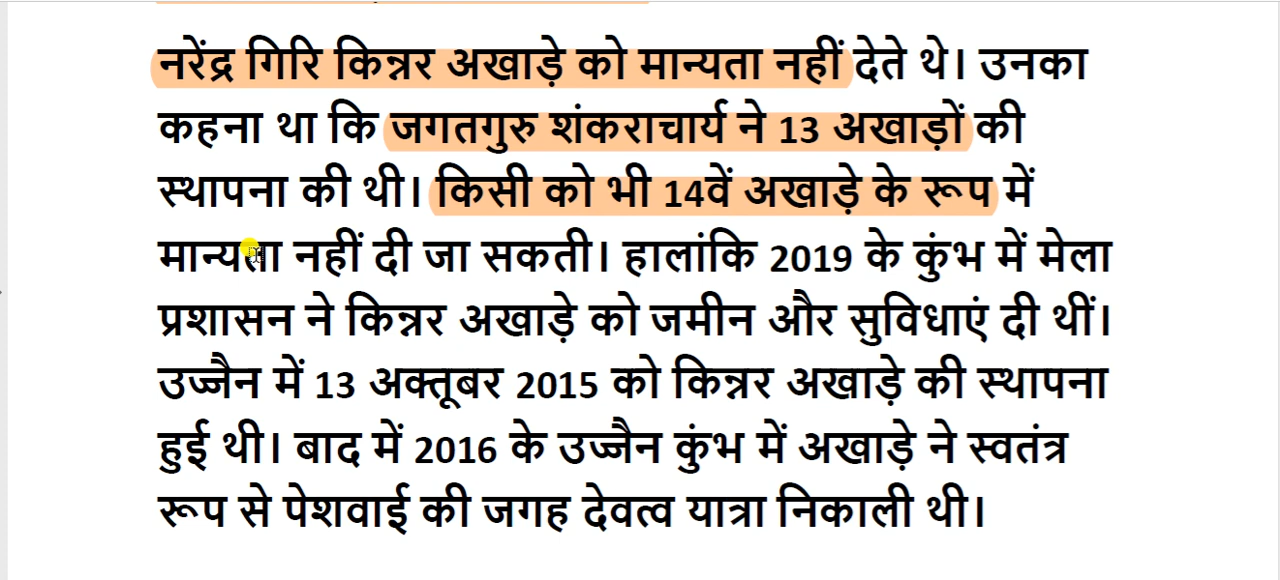 नरेंद्र गिरि किन्नर अखाड़े को मान्यता नहीं देते थे। उनका
कहना था कि जगतगुरु शंकराचार्य ने 13 अखाड़ों की
स्थापना की थी। किसी को भी 14वें अखाड़े के रूप में
मान्यता नहीं दी जा सकती। हालांकि 2019 के कुंभ में मेला
प्रशासन ने किन्नर अखाड़े को जमीन और सुविधाएं दी थीं।
उज्जैन में 13 अक्तूबर 2015 को किन्नर अखाड़े की स्थापना
हुई थी। बाद में 2016 के उज्जैन कुंभ में अखाड़े ने स्वतंत्र
रूप से पेशवाई की जगह देवत्व यात्रा निकाली थी।